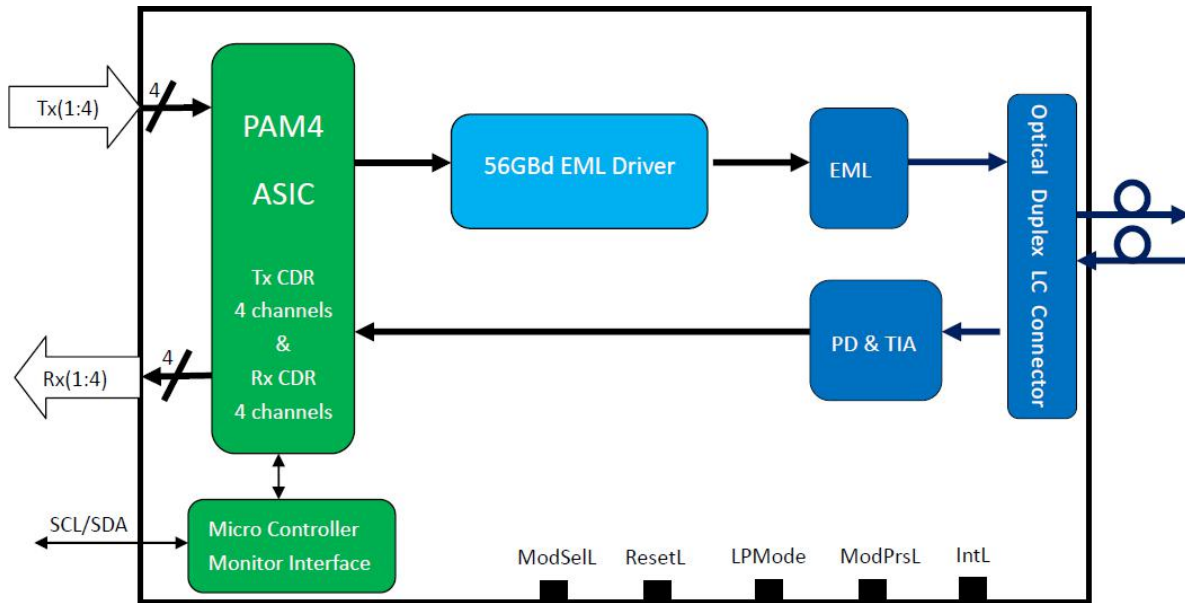 Tx(1:4)
4
PAM4
ASIC
Tx CDR
4 channels
&
Rx CDR
4 channels
56GBd EML Driver
EML
Optical Duplex LC Connector
PD & TIA
Rx(1:4)
4
SCL/SDA
Micro Controller
Monitor Interface
ModSelL
ResetL
LPMode
ModPrsL
IntL